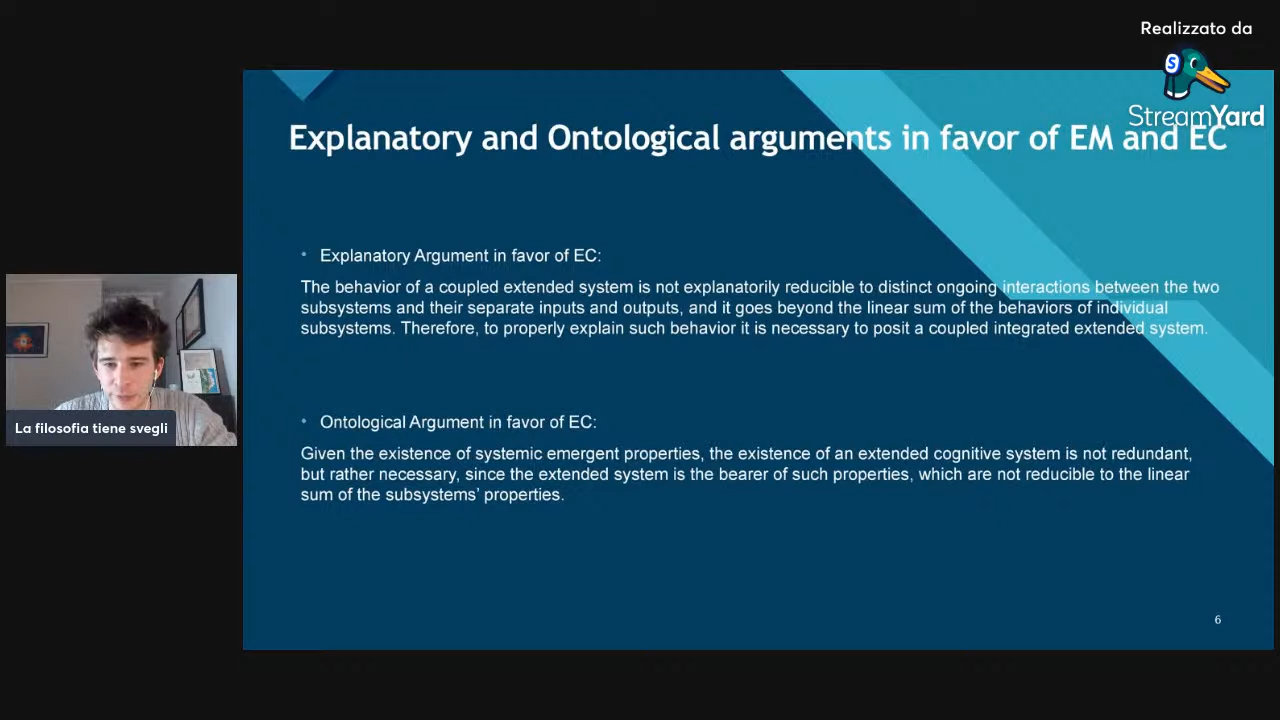 Realizzato da
StreamYard
Explanatory and Ontological arguments in favor of EM and EC
• Explanatory Argument in favor of EC:
The behavior of a coupled extended system is not explanatorily reducible to distinct ongoing interactions between the two
subsystems and their separate inputs and outputs, and it goes beyond the linear sum of the behaviors of individual
subsystems. Therefore, to properly explain such behavior it is necessary to posit a coupled integrated extended system.
• Ontological Argument in favor of EC:
Given the existence of systemic emergent properties, the existence of an extended cognitive system is not redundant,
but rather necessary, since the extended system is the bearer of such properties, which are not reducible to the linear
sum of the subsystems’ properties.
La filosofia tiene svegli
6